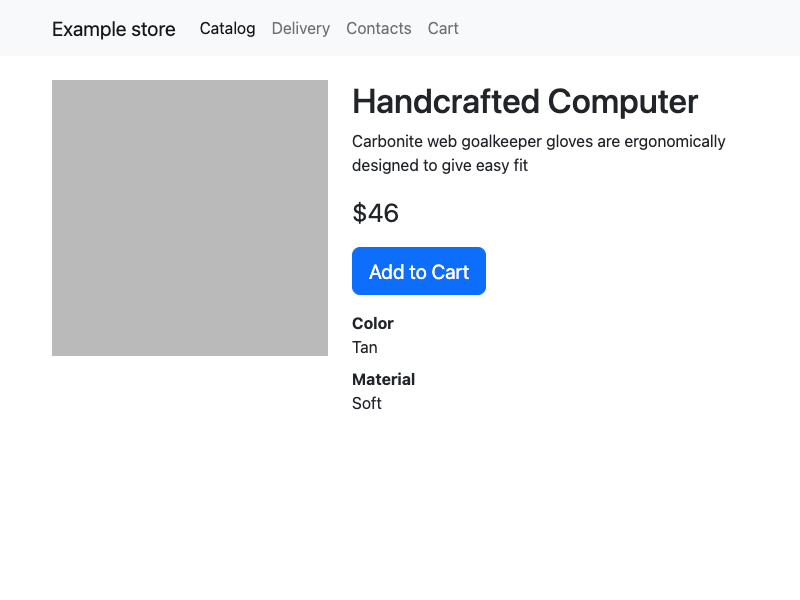 Example store Catalog Delivery Contacts Cart
Handcrafted Computer
Carbonite web goalkeeper gloves are ergonomically
designed to give easy fit
$46
Add to Cart
Color
Tan
Material
Soft